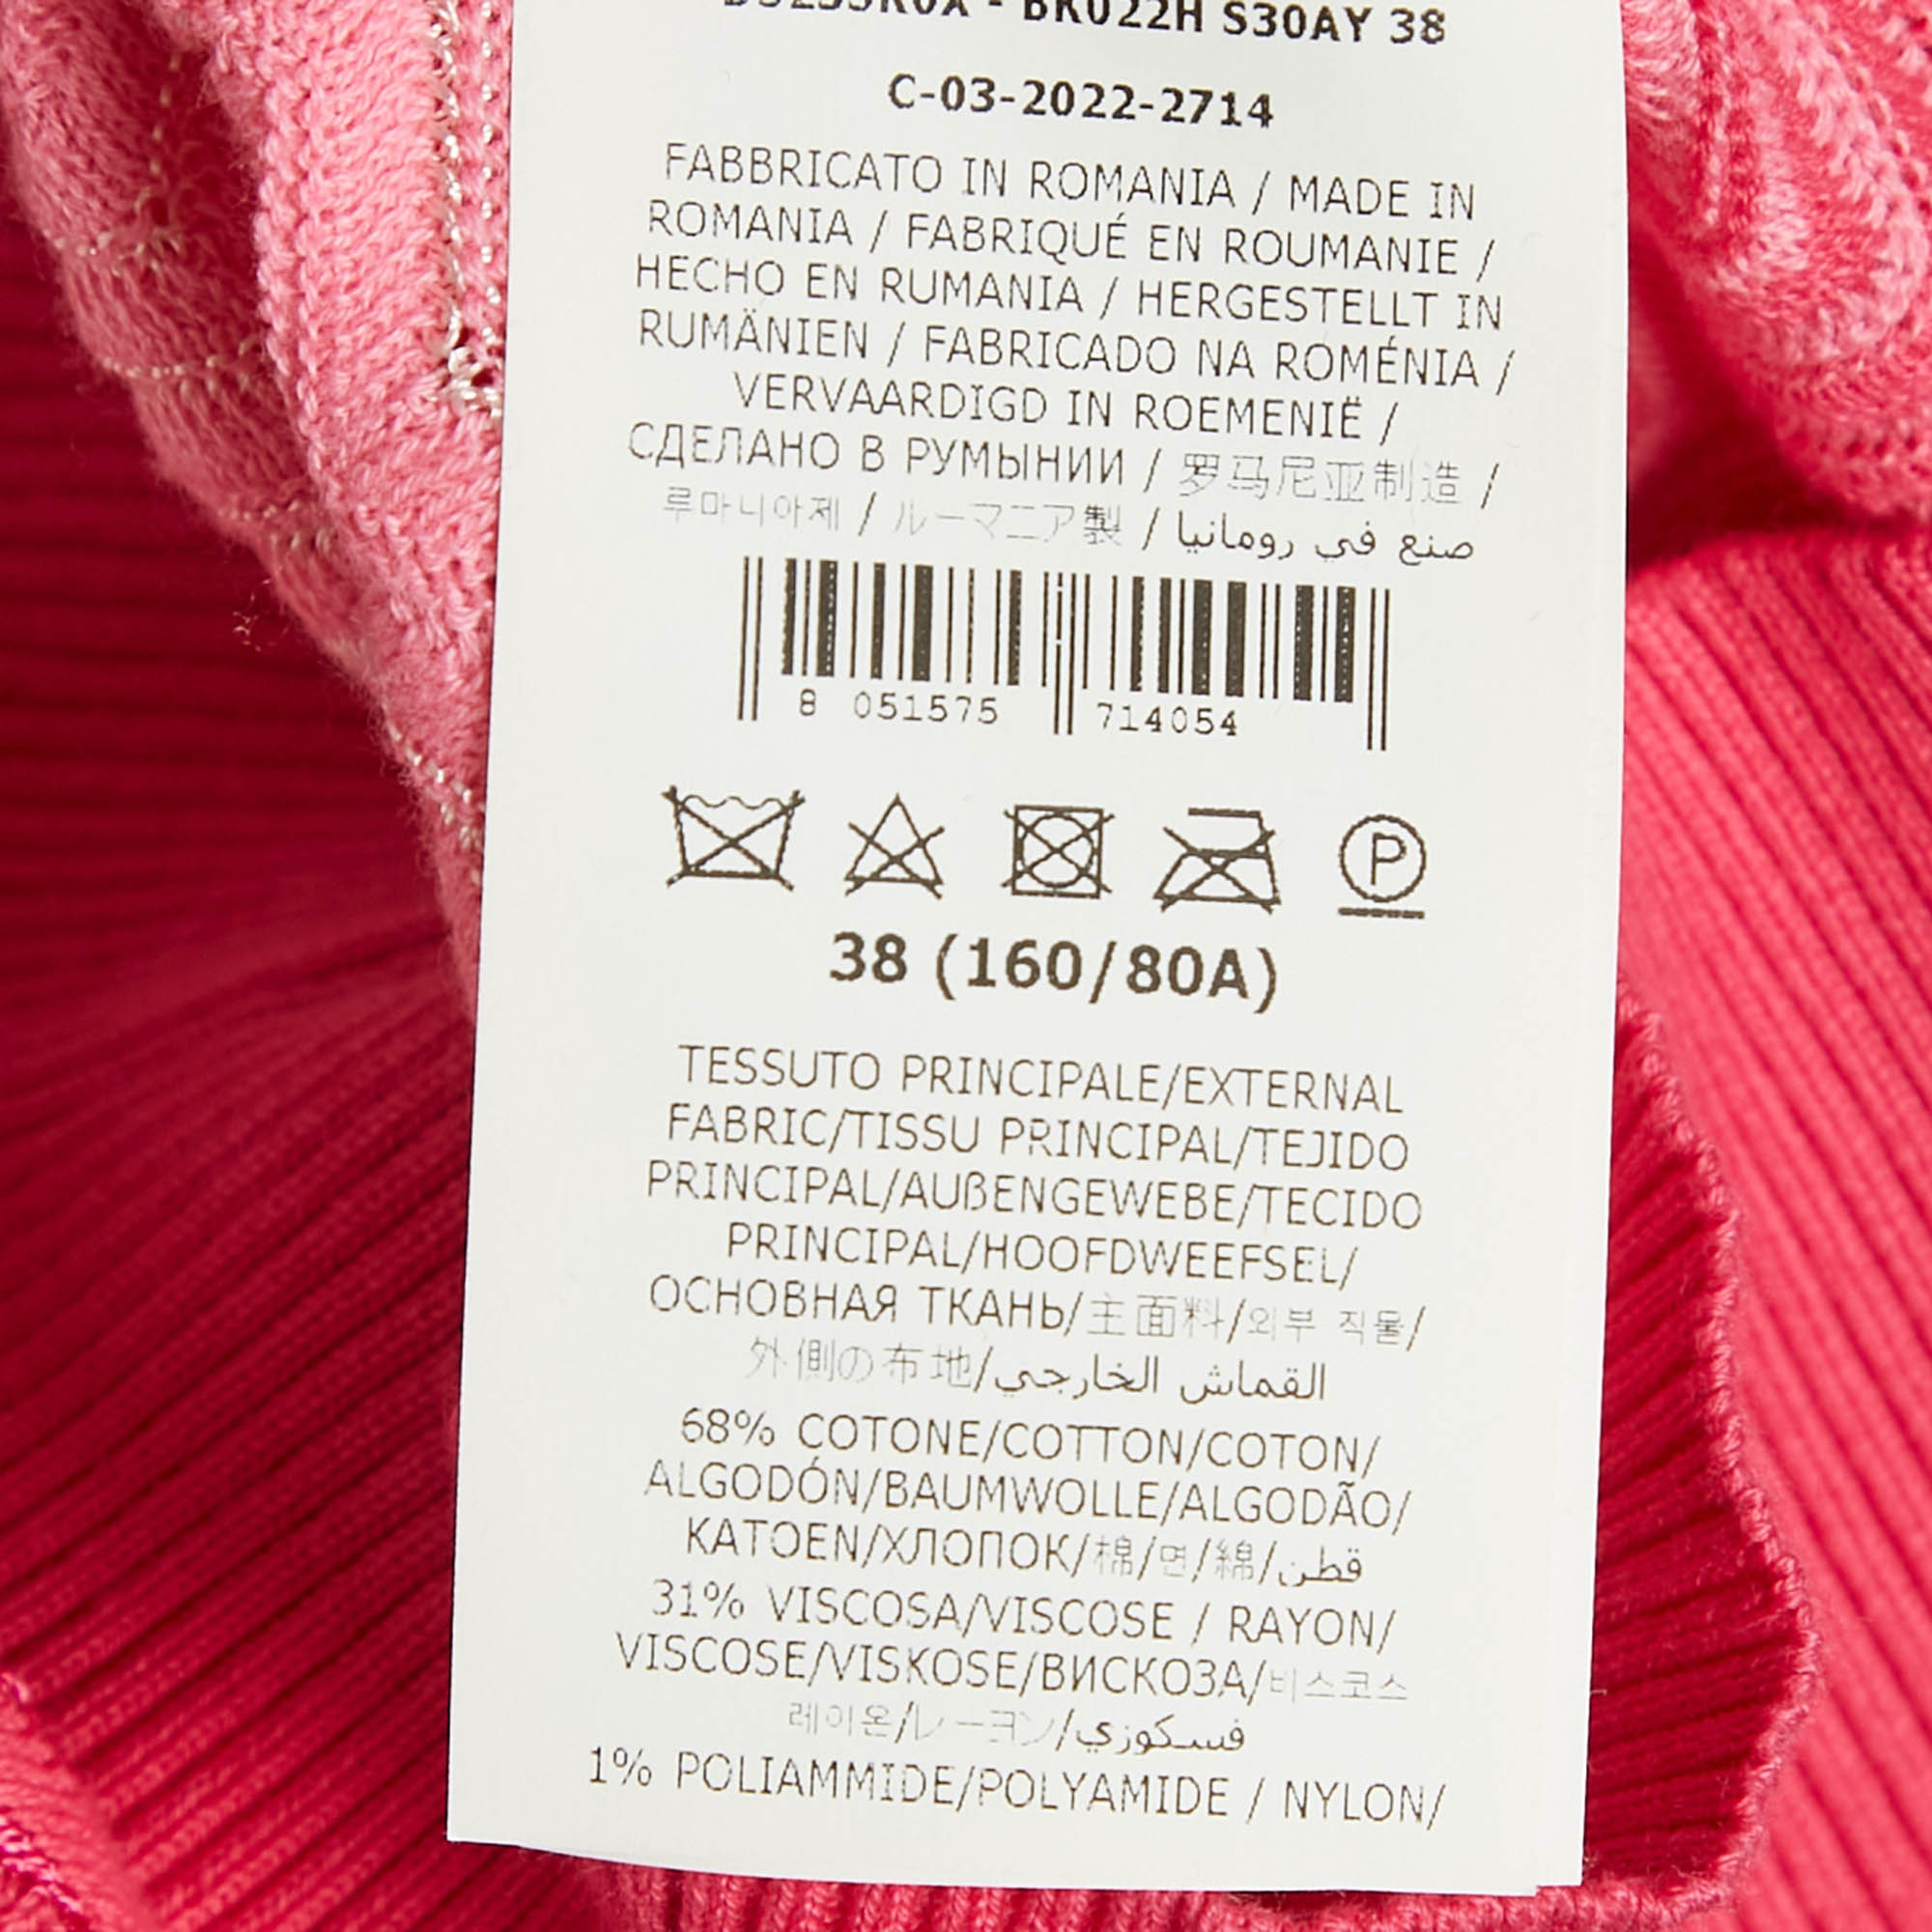 - BK022H S30AY 38
C-03-2022-2714
FABBRICATO IN ROMANIA / MADE IN
ROMANIA / FABRIQUÉ EN ROUMANIE /
HECHO EN RUMANIA / HERGESTELLT IN
RUMÄNIEN / FABRICADO NA ROMÉNIA /
VERVAARDIGD IN ROEMENIË /
СДЕЛАНО В РУМЫНИИ / 罗马尼亚制造 /
루마니아제 / ルーマニア製 / صنع في رومانيا
8 051575 714054
P
38 (160/80A)
TESSUTO PRINCIPALE/EXTERNAL
FABRIC/TISSU PRINCIPAL/TEJIDO
PRINCIPAL/AUßENGEWEBE/TECIDO
PRINCIPAL/HOOFDWEEFSEL/
ОСНОВНАЯ ТКАНЬ/主面料/외부 직물/
外側の布地/القماش الخارجي
68% COTONE/COTTON/COTON/
ALGODÓN/BAUMWOLLE/ALGODÃO/
KATOEN/ХЛОПОК/棉/면/綿/قطن
31% VISCOSA/VISCOSE / RAYON/
VISCOSE/VISKOSE/ВИСКОЗА/비스코스
레이온/レーヨン/فسكوزي
1% POLIAMMIDE/POLYAMIDE / NYLON/